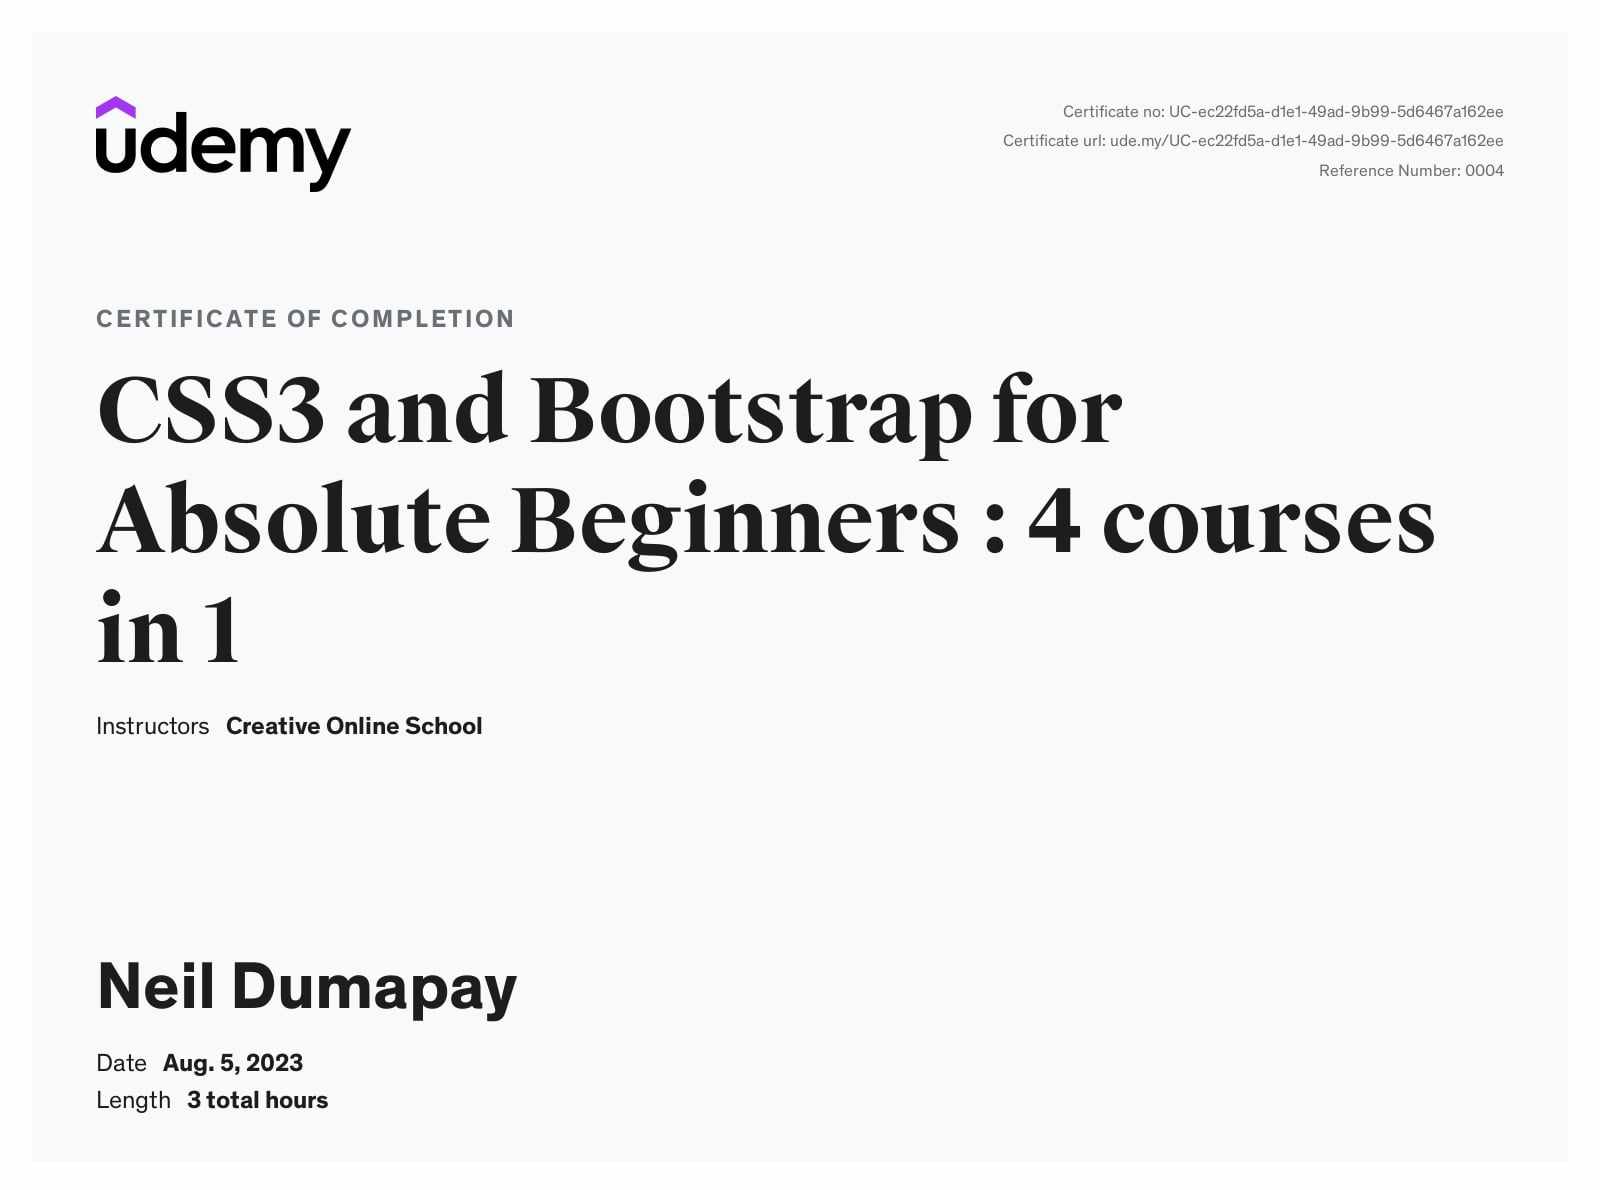 udemy
Certificate no: UC-ec22fd5a-d1e1-49ad-9b99-5d6467a162ee
Certificate url: ude.my/UC-ec22fd5a-d1e1-49ad-9b99-5d6467a162ee
Reference Number: 0004
CERTIFICATE OF COMPLETION
CSS3 and Bootstrap for
Absolute Beginners : 4 courses
in 1
Instructors Creative Online School
Neil Dumapay
Date Aug. 5, 2023
Length 3 total hours